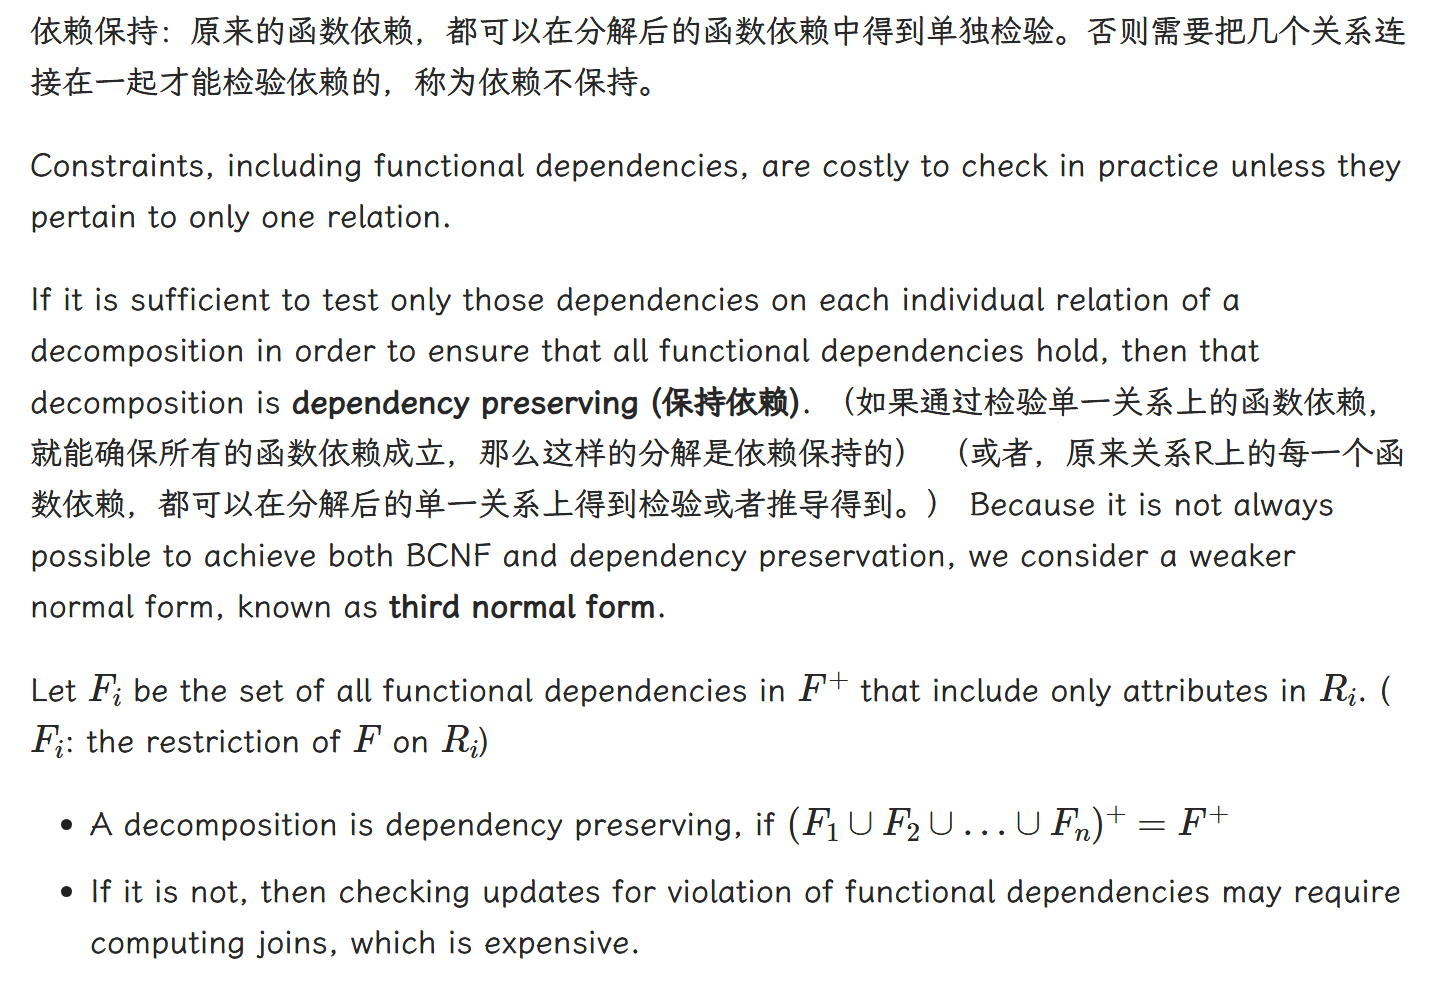 依赖保持：原来的函数依赖，都可以在分解后的函数依赖中得到单独检验。否则需要把几个关系连
接在一起才能检验依赖的，称为依赖不保持。
Constraints, including functional dependencies, are costly to check in practice unless they
pertain to only one relation.
If it is sufficient to test only those dependencies on each individual relation of a
decomposition in order to ensure that all functional dependencies hold, then that
decomposition is dependency preserving (保持依赖). （如果通过检验单一关系上的函数依赖，
就能确保所有的函数依赖成立，那么这样的分解是依赖保持的） （或者，原来关系R上的每一个函
数依赖，都可以在分解后的单一关系上得到检验或者推导得到。） Because it is not always
possible to achieve both BCNF and dependency preservation, we consider a weaker
normal form, known as third normal form.
Let $F_i$ be the set of all functional dependencies in $F^+$ that include only attributes in $R_i$. (
$F_i$: the restriction of $F$ on $R_i$)
• A decomposition is dependency preserving, if $(F_1 \cup F_2 \cup \ldots \cup F_n)^+ = F^+$
• If it is not, then checking updates for violation of functional dependencies may require
computing joins, which is expensive.